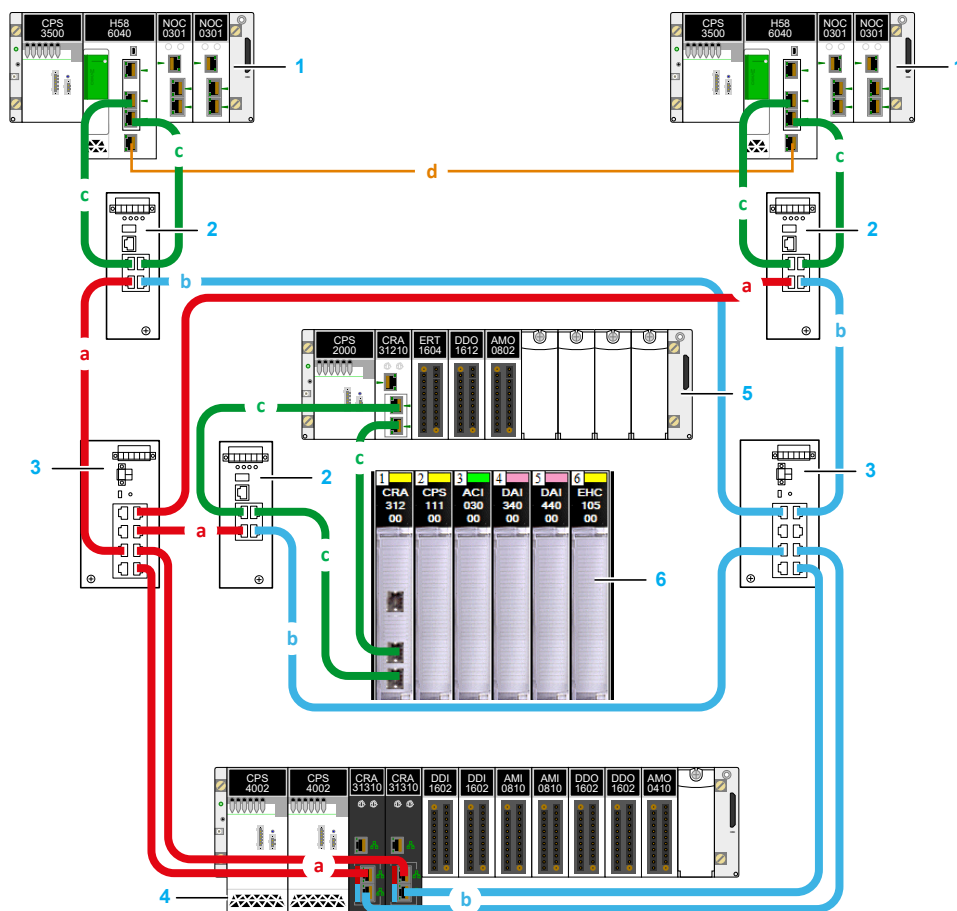 CPS 3500
H58 6040
NOC 0301
NOC 0301
1
CPS 3500
H58 6040
NOC 0301
NOC 0301
1
c
c
d
c
c
2
2
b
a
a
b
CPS 2000
CRA 31210
ERT 1604
DDO 1612
AMO 0802
5
c
c
3
2
3
1
2
3
4
5
6
CRA 312 00
CPS 111 00
ACI 030 00
DAI 340 00
DAI 440 00
EHC 105 00
a
c
6
b
CPS 4002
CPS 4002
CRA 31310
CRA 31310
DDI 1602
DDI 1602
AMI 0810
AMI 0810
DDO 1602
DDO 1602
AMO 0410
a
b
4